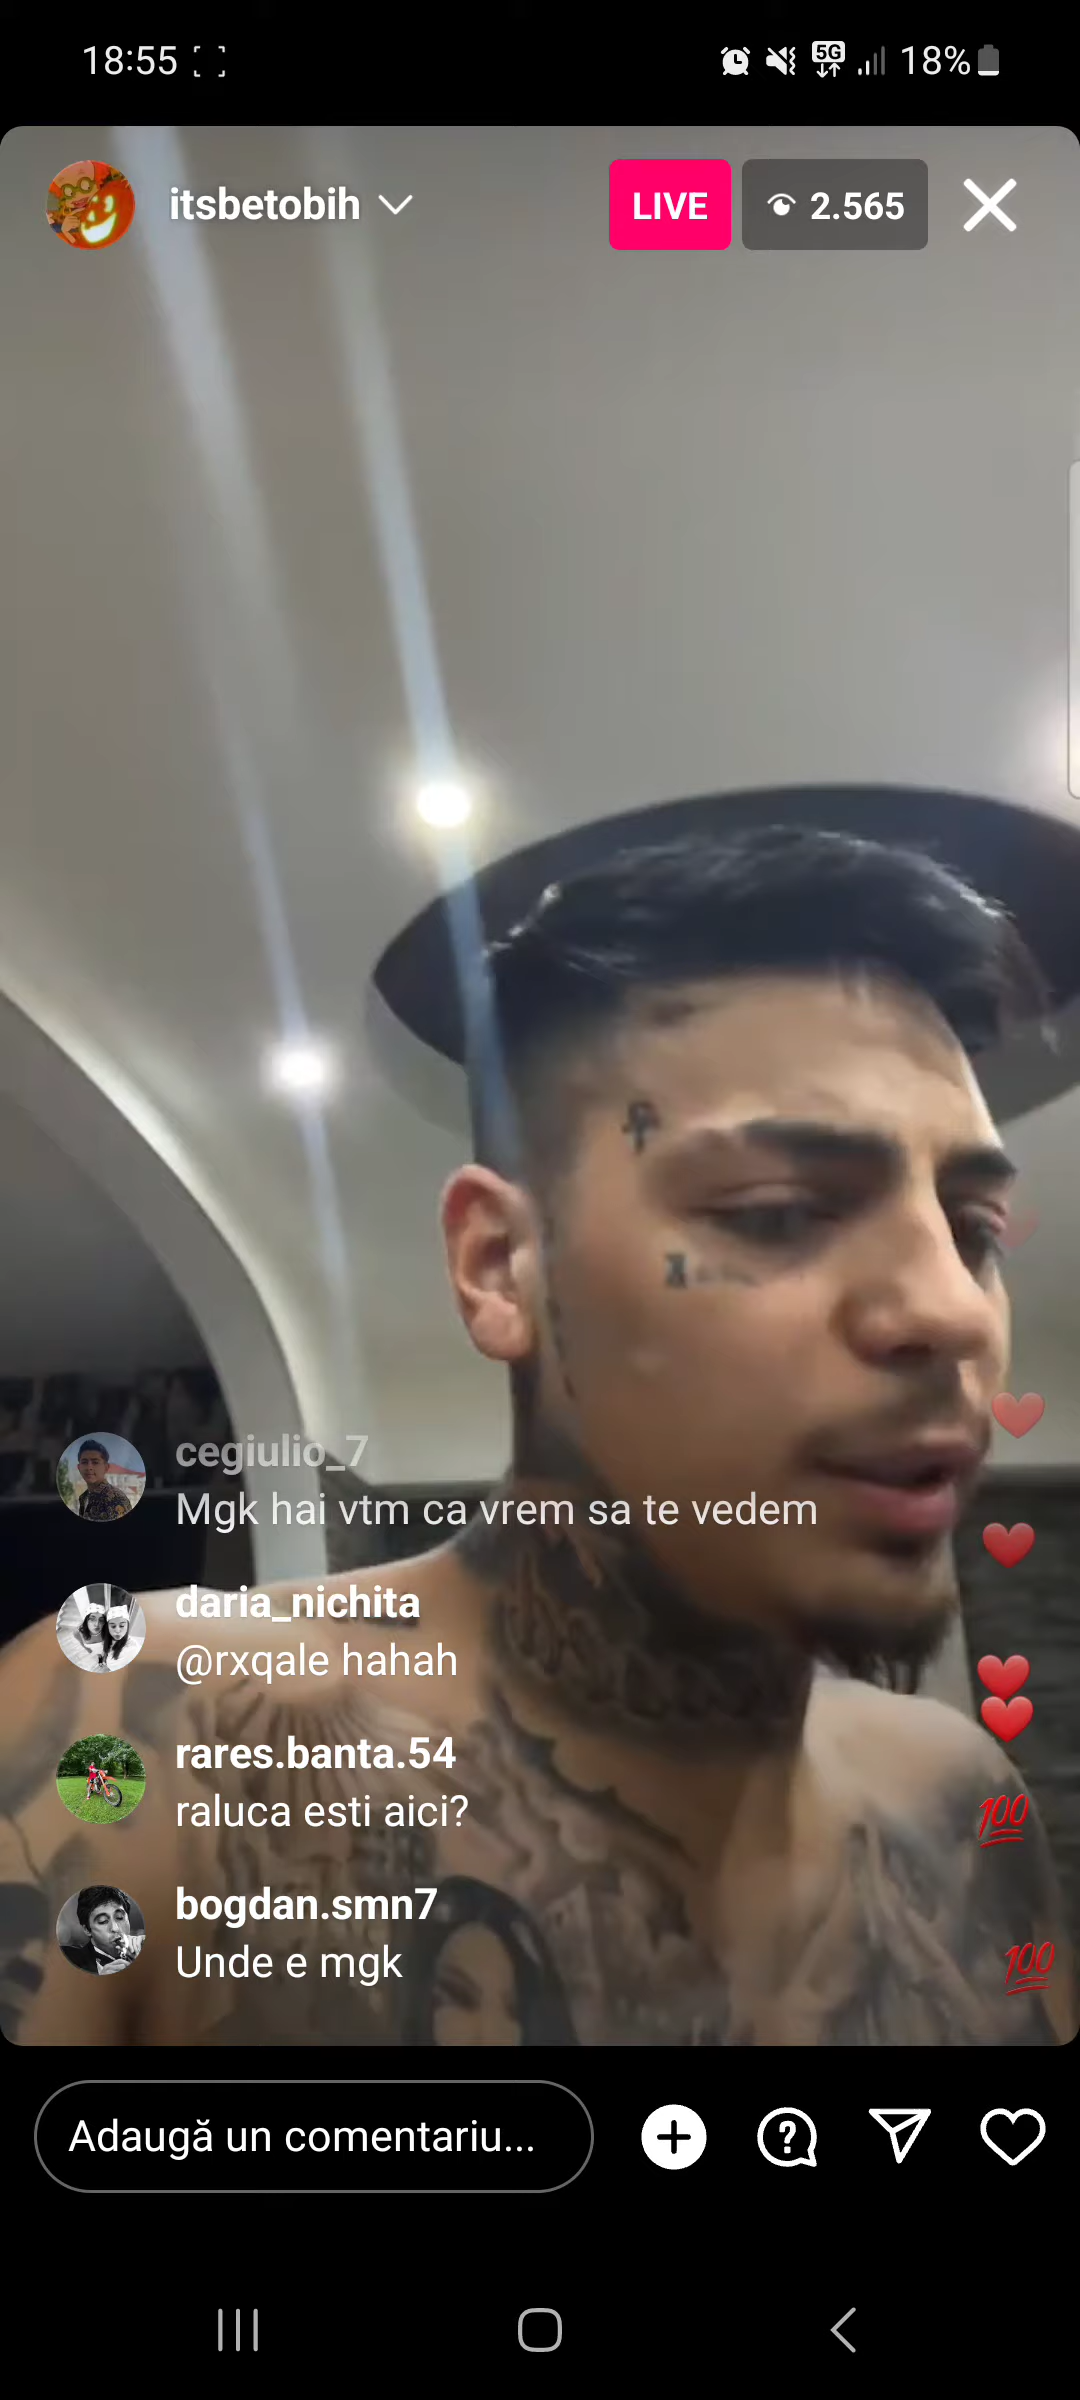 18:55
5G
18%
itsbetobih
LIVE
2.565
cegiulio_7
Mgk hai vtm ca vrem sa te vedem
daria_nichita
@rxqale hahah
rares.banta.54
raluca esti aici?
100
bogdan.smn7
Unde e mgk
100
Adaugă un comentariu...